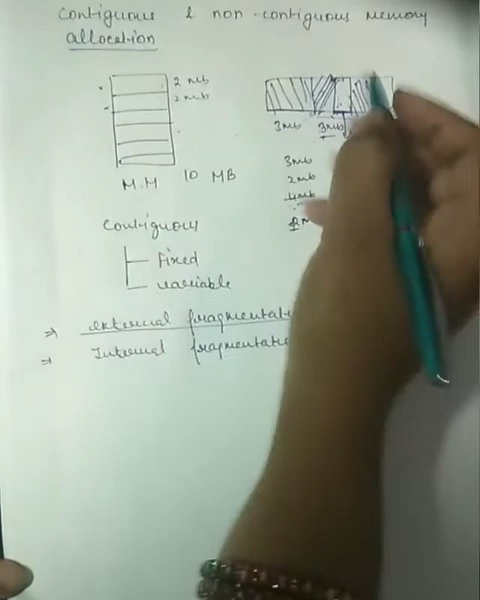 Contiguous & non-contiguous memory
allocation
2 mb
2 mb
M.M 10 MB
3mb 3mb
3mb
2mb
4mb
Contiguous
Fixed
variable
⇒ external fragmentati
⇒ Internal fragmentati